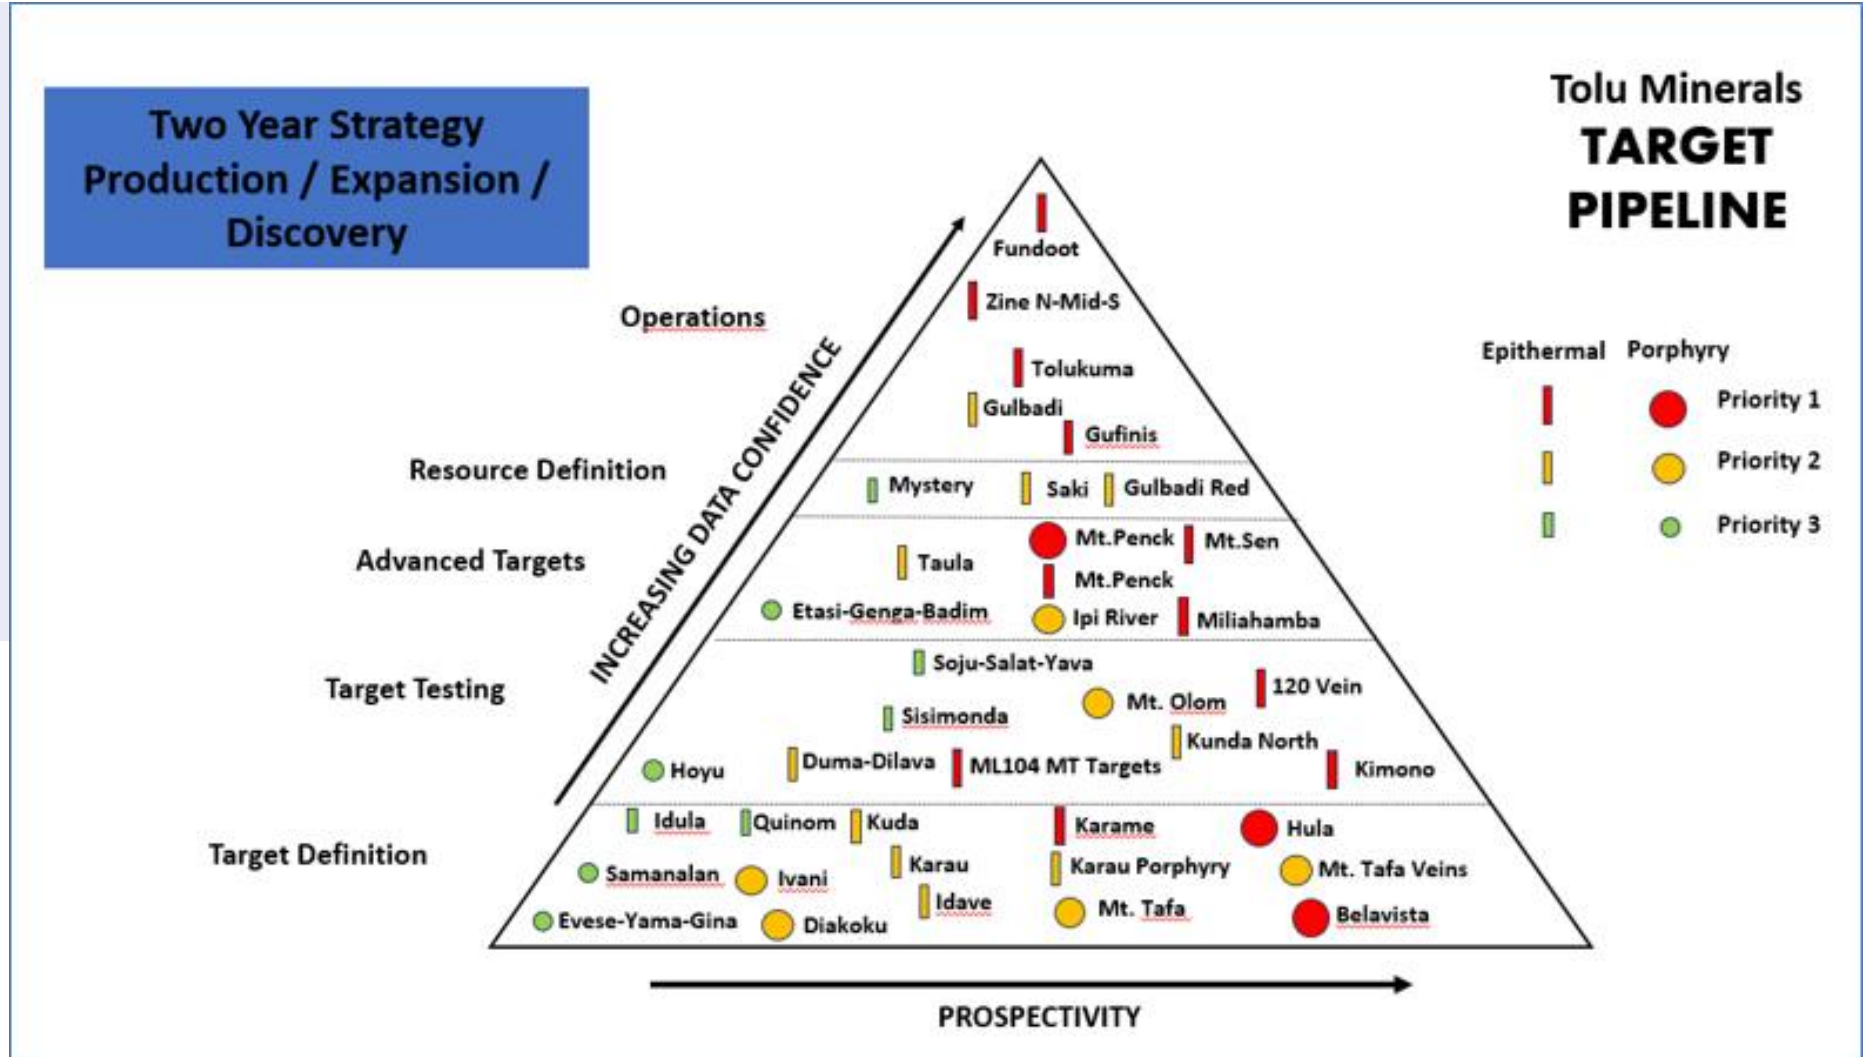 Two Year Strategy
Production / Expansion /
Discovery
Tolu Minerals
TARGET
PIPELINE
Fundoot
Zine N-Mid-S
Operations
Tolukuma
Gulbadi
Gufinis
Epithermal Porphyry
Priority 1
Priority 2
Priority 3
INCREASING DATA CONFIDENCE
Resource Definition
Mystery Saki Gulbadi Red
Advanced Targets
Mt.Penck Mt.Sen
Taula
Mt.Penck
Etasi-Genga-Badim Ipi River Miliahamba
Target Testing
Soju-Salat-Yava
120 Vein
Mt. Olom
Sisimonda
Kunda North
Hoyu Duma-Dilava ML104 MT Targets Kimono
Target Definition
Idula Quinom Kuda Karame Hula
Samanalan Ivani Karau Karau Porphyry Mt. Tafa Veins
Evese-Yama-Gina Diakoku Idave Mt. Tafa Belavista
PROSPECTIVITY